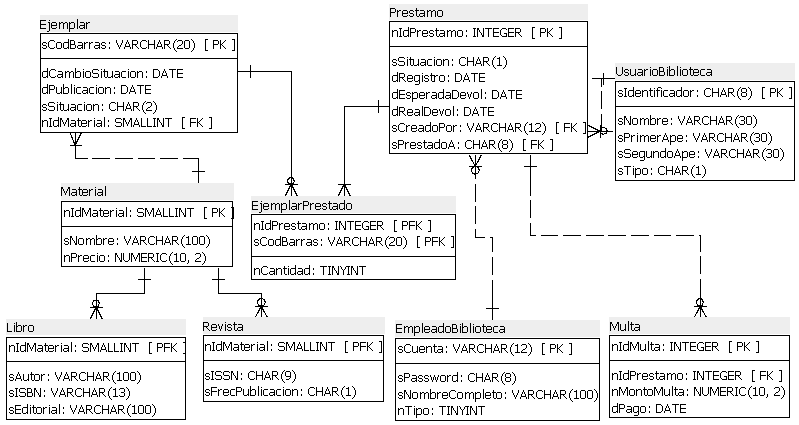 Ejemplar
sCodBarras: VARCHAR(20) [ PK ]
dCambioSituacion: DATE
dPublicacion: DATE
sSituacion: CHAR(2)
nIdMaterial: SMALLINT [ FK ]
Prestamo
nIdPrestamo: INTEGER [ PK ]
sSituacion: CHAR(1)
dRegistro: DATE
dEsperadaDevol: DATE
dRealDevol: DATE
sCreadoPor: VARCHAR(12) [ FK ]
sPrestadoA: CHAR(8) [ FK ]
UsuarioBiblioteca
sIdentificador: CHAR(8) [ PK ]
sNombre: VARCHAR(30)
sPrimerApe: VARCHAR(30)
sSegundoApe: VARCHAR(30)
sTipo: CHAR(1)
Material
nIdMaterial: SMALLINT [ PK ]
sNombre: VARCHAR(100)
nPrecio: NUMERIC(10, 2)
EjemplarPrestado
nIdPrestamo: INTEGER [ PFK ]
sCodBarras: VARCHAR(20) [ PFK ]
nCantidad: TINYINT
Libro
nIdMaterial: SMALLINT [ PFK ]
sAutor: VARCHAR(100)
sISBN: VARCHAR(13)
sEditorial: VARCHAR(100)
Revista
nIdMaterial: SMALLINT [ PFK ]
sISSN: CHAR(9)
sFrecPublicacion: CHAR(1)
EmpleadoBiblioteca
sCuenta: VARCHAR(12) [ PK ]
sPassword: CHAR(8)
sNombreCompleto: VARCHAR(100)
nTipo: TINYINT
Multa
nIdMulta: INTEGER [ PK ]
nIdPrestamo: INTEGER [ FK ]
nMontoMulta: NUMERIC(10, 2)
dPago: DATE